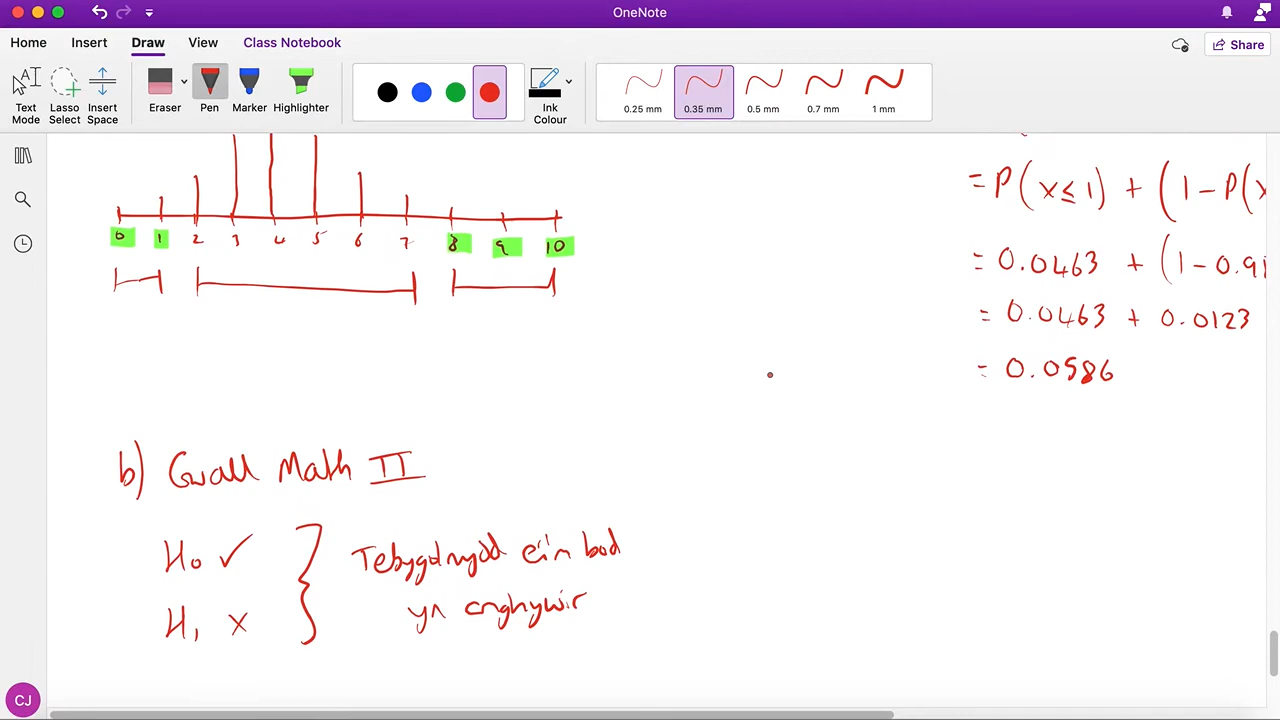 OneNote
Home Insert Draw View Class Notebook
Share
Text Mode
Lasso Select
Insert Space
Eraser
Pen
Marker
Highlighter
Ink Colour
0.25 mm
0.35 mm
0.5 mm
0.7 mm
1 mm
0 1 2 3 4 5 6 7 8 9 10
= P(x≤1) + (1-P(x
= 0.0463 + (1-0.9
= 0.0463 + 0.0123
= 0.0586
b) Gwall Math II
H₀ ✓
H₁ x
Tebygolrwydd ein bod
yn anghywir
CJ